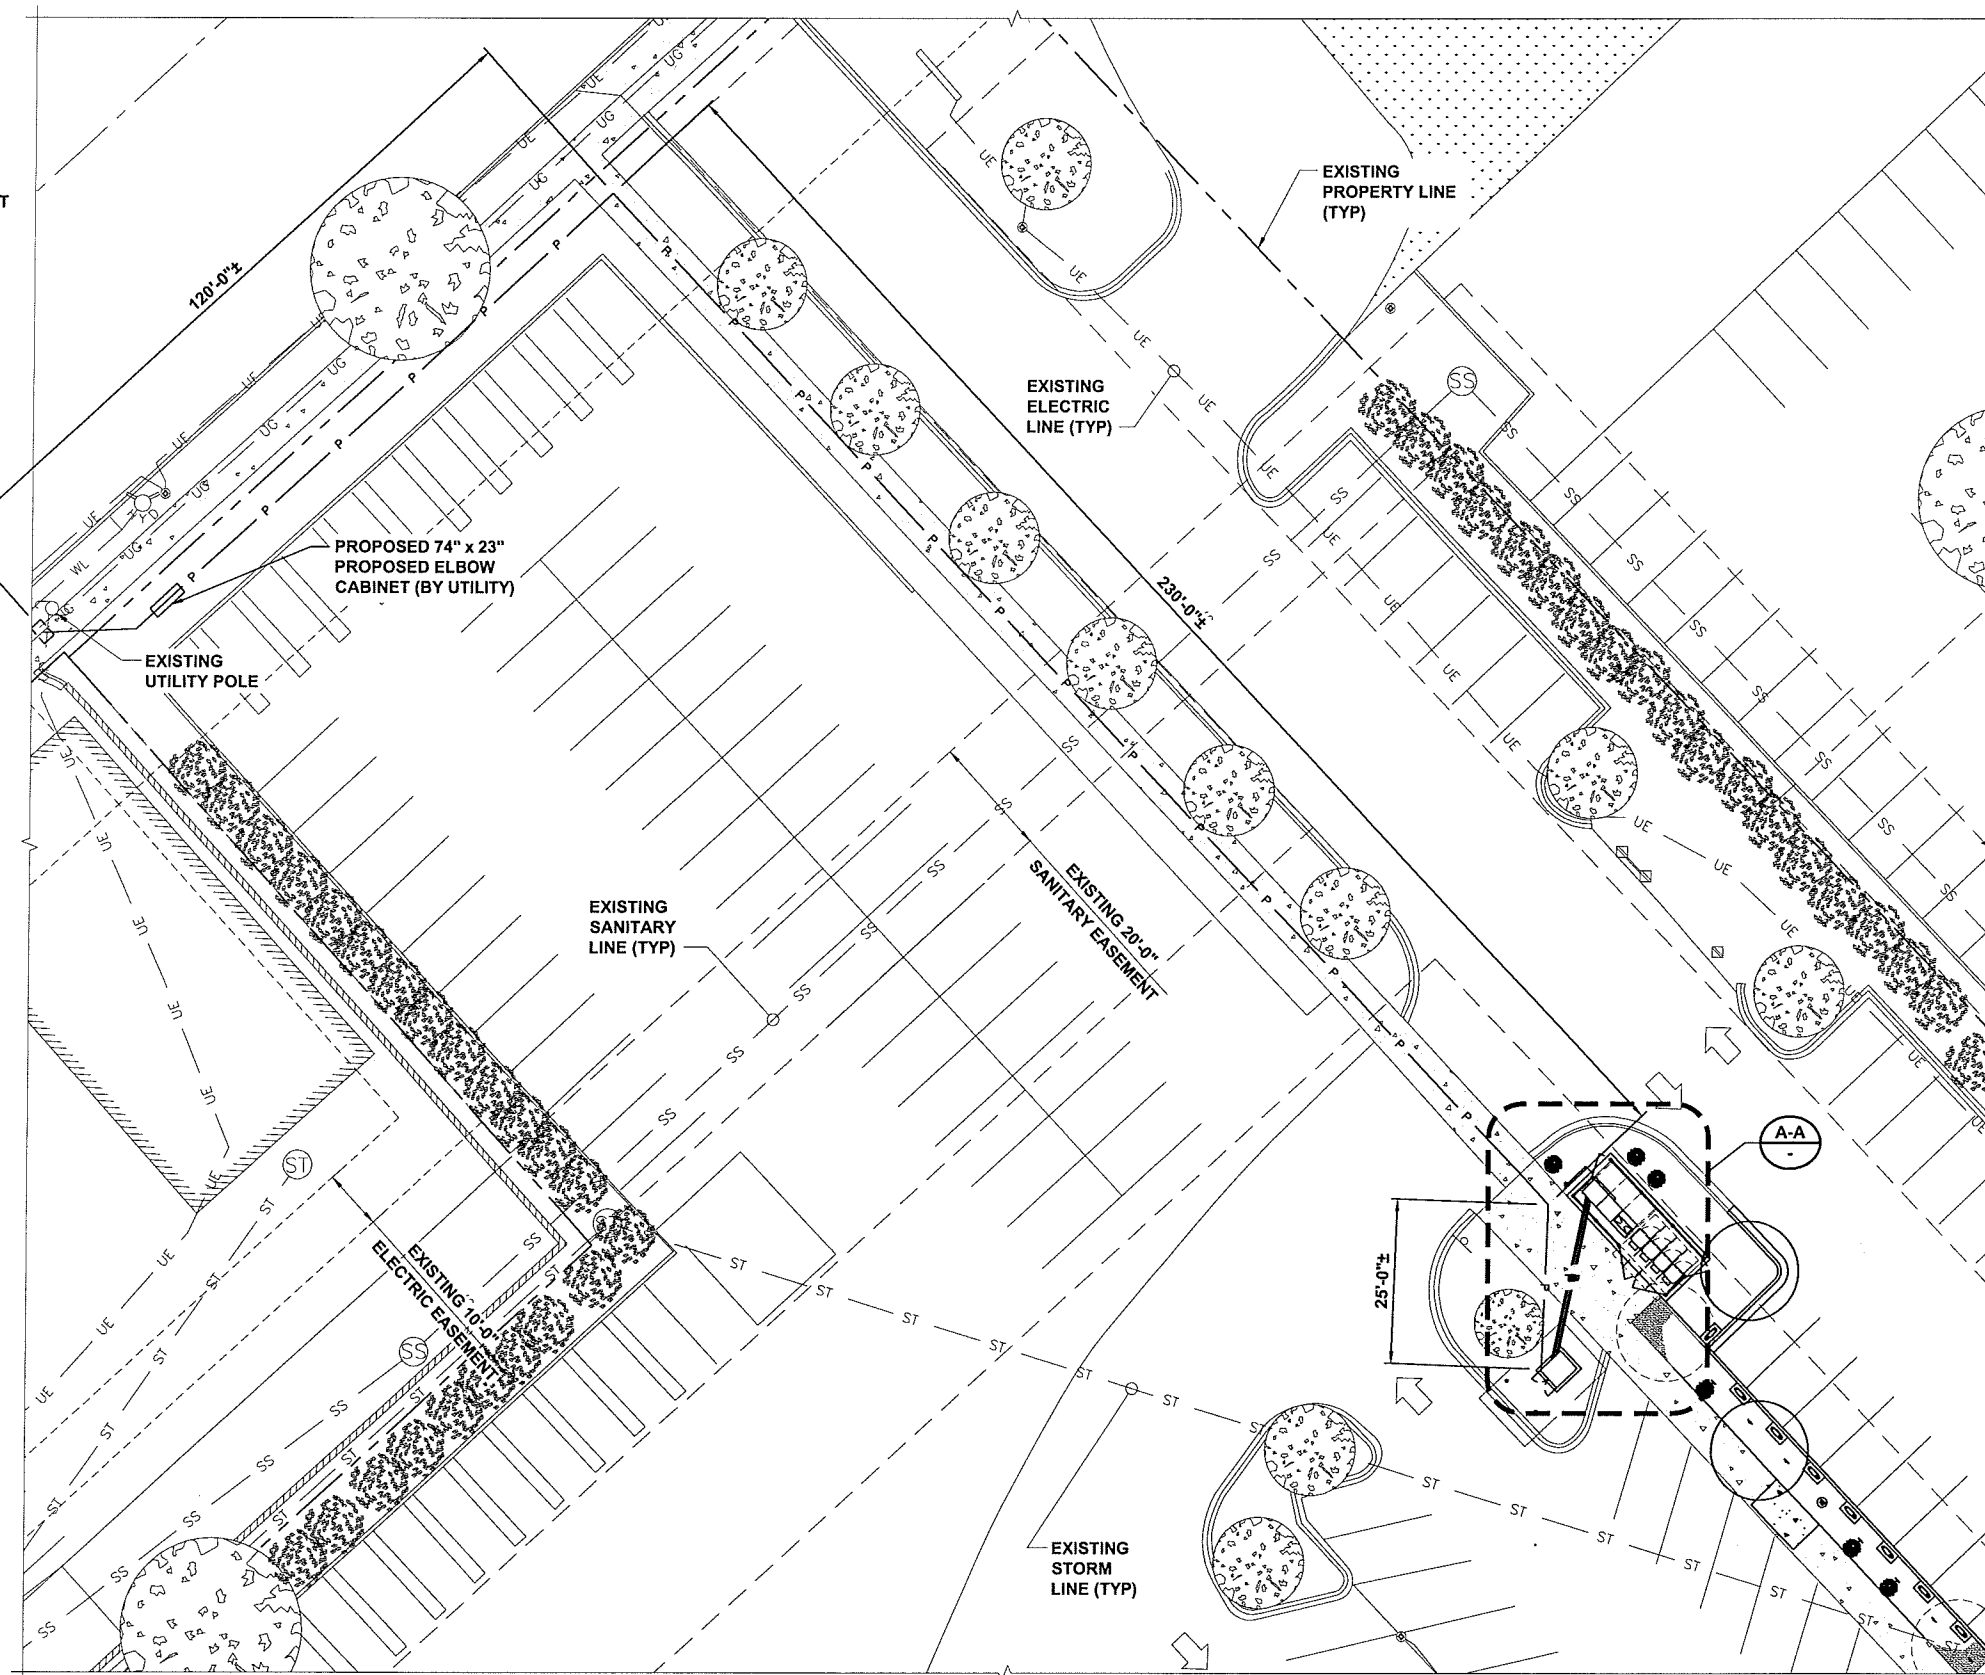 T
120'-0"±
EXISTING
PROPERTY LINE
(TYP)
EXISTING
ELECTRIC
LINE (TYP)
PROPOSED 74" x 23"
PROPOSED ELBOW
CABINET (BY UTILITY)
EXISTING
UTILITY POLE
230'-0"±
EXISTING
SANITARY
LINE (TYP)
EXISTING 20'-0"
SANITARY EASEMENT
A-A
-
25'-0"±
EXISTING 10'-0"
ELECTRIC EASEMENT
EXISTING
STORM
LINE (TYP)
UE
UG
WL
P
SS
ST